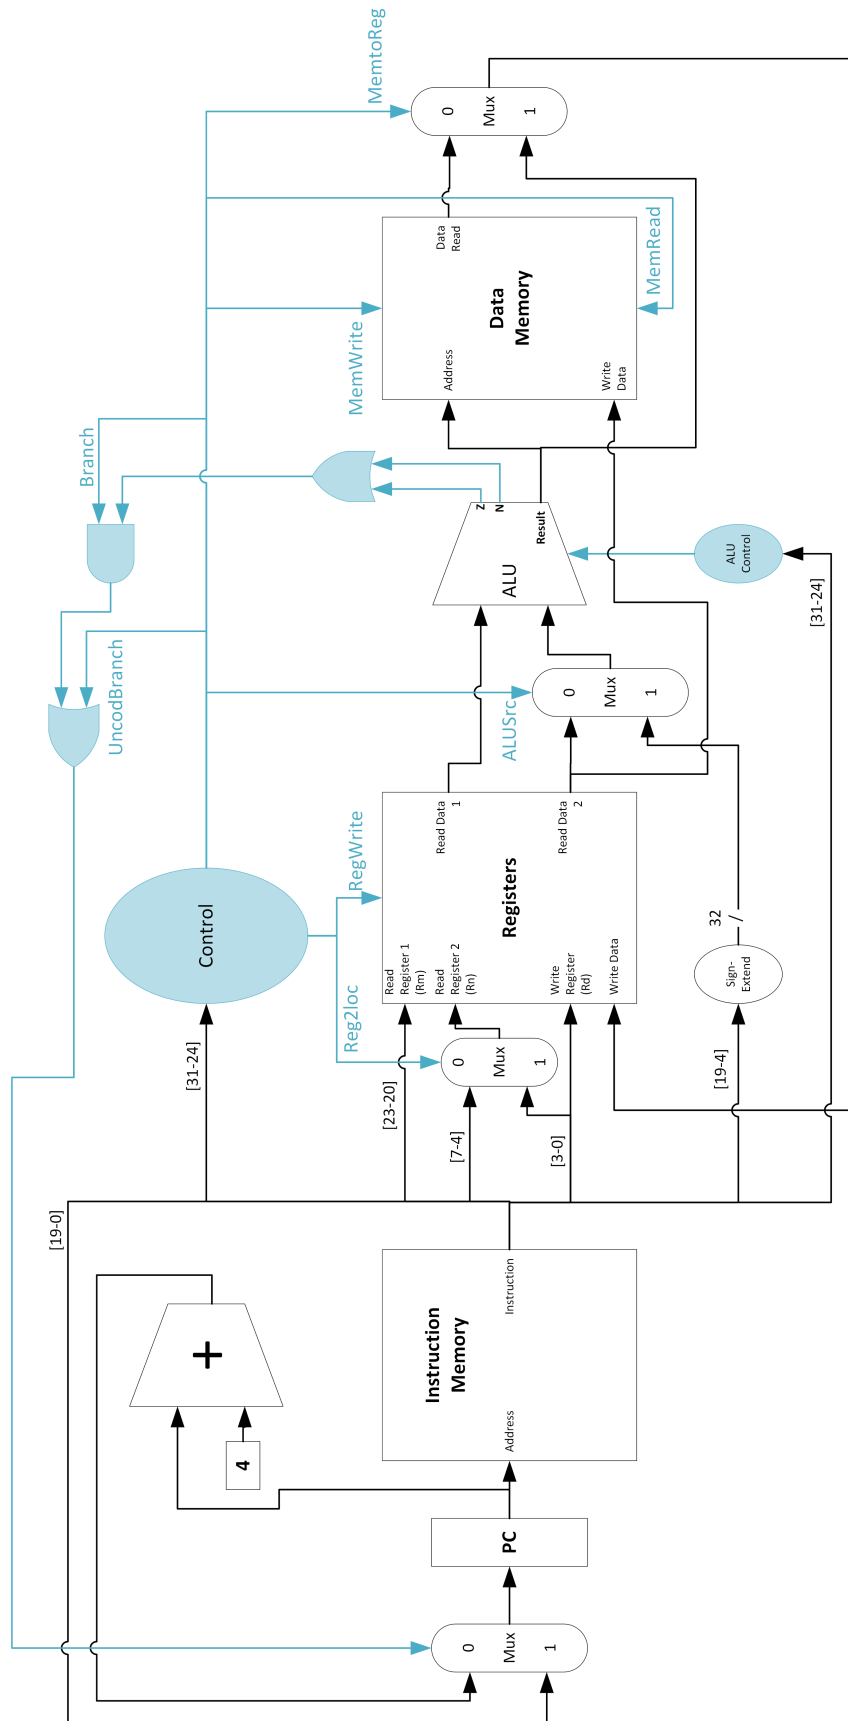 [19-0]
4
+
0
Mux
1
PC
Address
Instruction
Memory
Instruction
[31-24]
[23-20]
[7-4]
[3-0]
[19-4]
[31-24]
Control
Reg2loc
RegWrite
0
Mux
1
Read
Register 1
(Rm)
Read
Register 2
(Rn)
Write
Register
(Rd)
Write Data
Registers
Read Data
1
Read Data
2
Sign-
Extend
32
/
UncodBranch
Branch
ALUSrc
0
Mux
1
ALU
Z
N
Result
ALU
Control
MemWrite
MemRead
Address
Write
Data
Data
Memory
Data
Read
MemtoReg
0
Mux
1